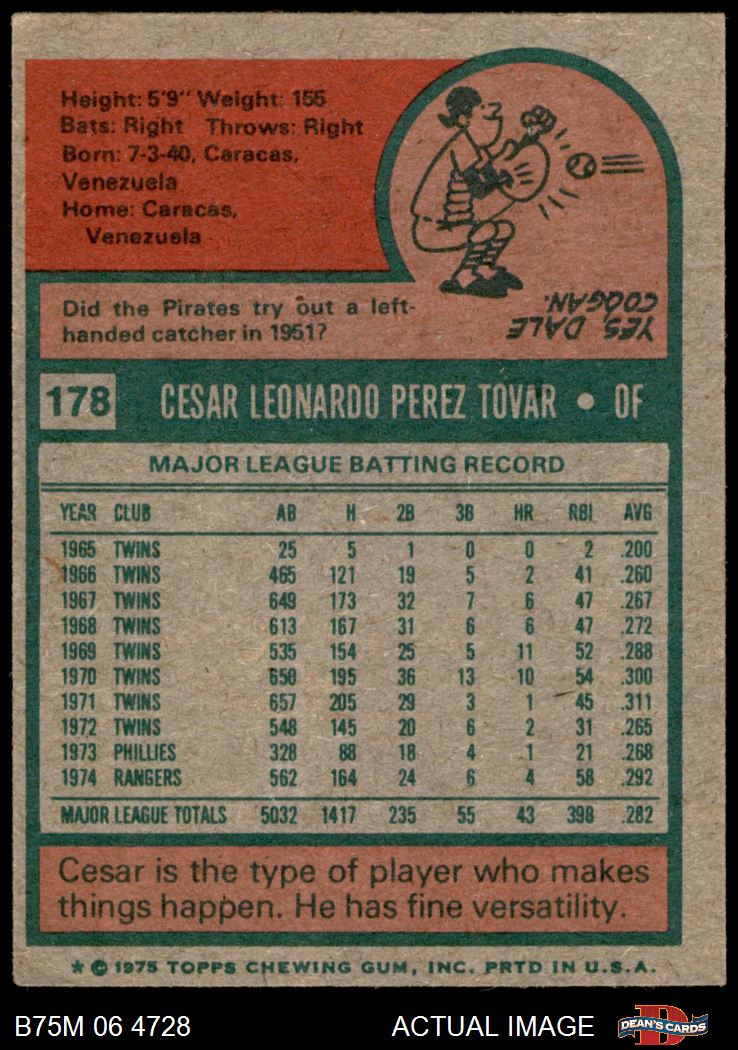 Height: 5'9" Weight: 155
Bats: Right Throws: Right
Born: 7-3-40, Caracas,
Venezuela
Home: Caracas,
Venezuela
Did the Pirates try out a left-
handed catcher in 1951?
YES, DALE
COOGAN.
178 CESAR LEONARDO PEREZ TOVAR • OF
MAJOR LEAGUE BATTING RECORD
YEAR CLUB AB H 2B 3B HR RBI AVG
1965 TWINS 25 5 1 0 0 2 .200
1966 TWINS 465 121 19 5 2 41 .260
1967 TWINS 649 173 32 7 6 47 .267
1968 TWINS 613 167 31 6 6 47 .272
1969 TWINS 535 154 25 5 11 52 .288
1970 TWINS 650 195 36 13 10 54 .300
1971 TWINS 657 205 29 3 1 45 .311
1972 TWINS 548 145 20 6 2 31 .265
1973 PHILLIES 328 88 18 4 1 21 .268
1974 RANGERS 562 164 24 6 4 58 .292
MAJOR LEAGUE TOTALS 5032 1417 235 55 43 398 .282
Cesar is the type of player who makes
things happen. He has fine versatility.
* © 1975 TOPPS CHEWING GUM, INC. PRTD IN U.S.A.
B75M 06 4728 ACTUAL IMAGE D DEAN'S CARDS